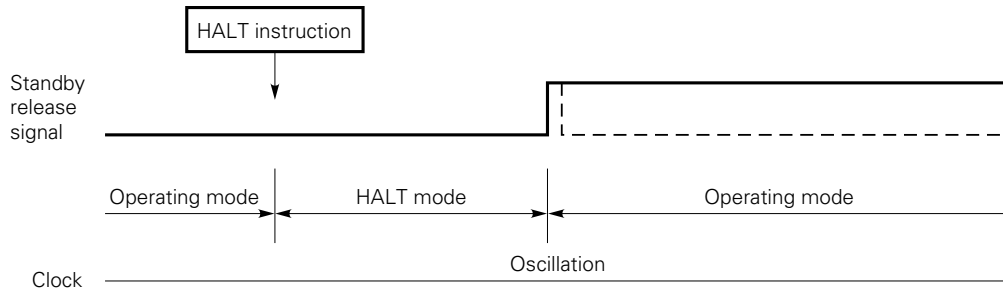 HALT instruction
Standby
release
signal
Operating mode
HALT mode
Operating mode
Oscillation
Clock